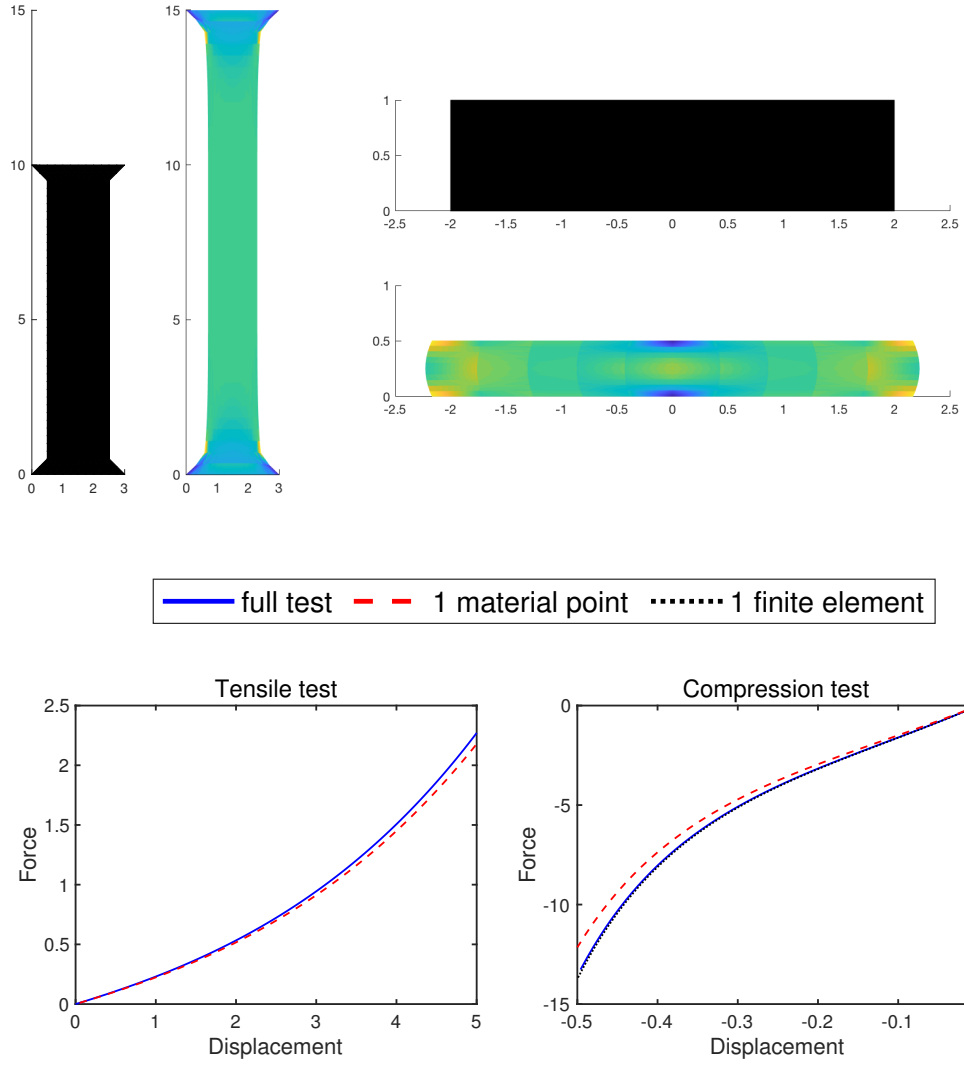 15
10
5
0
0 1 2 3
15
10
5
0
0 1 2 3
1
0.5
0
-2.5 -2 -1.5 -1 -0.5 0 0.5 1 1.5 2 2.5
1
0.5
0
-2.5 -2 -1.5 -1 -0.5 0 0.5 1 1.5 2 2.5
full test 1 material point 1 finite element
Tensile test
2.5
2
1.5
1
0.5
0
0 1 2 3 4 5
Force
Displacement
Compression test
0
-5
-10
-15
-0.5 -0.4 -0.3 -0.2 -0.1
Force
Displacement